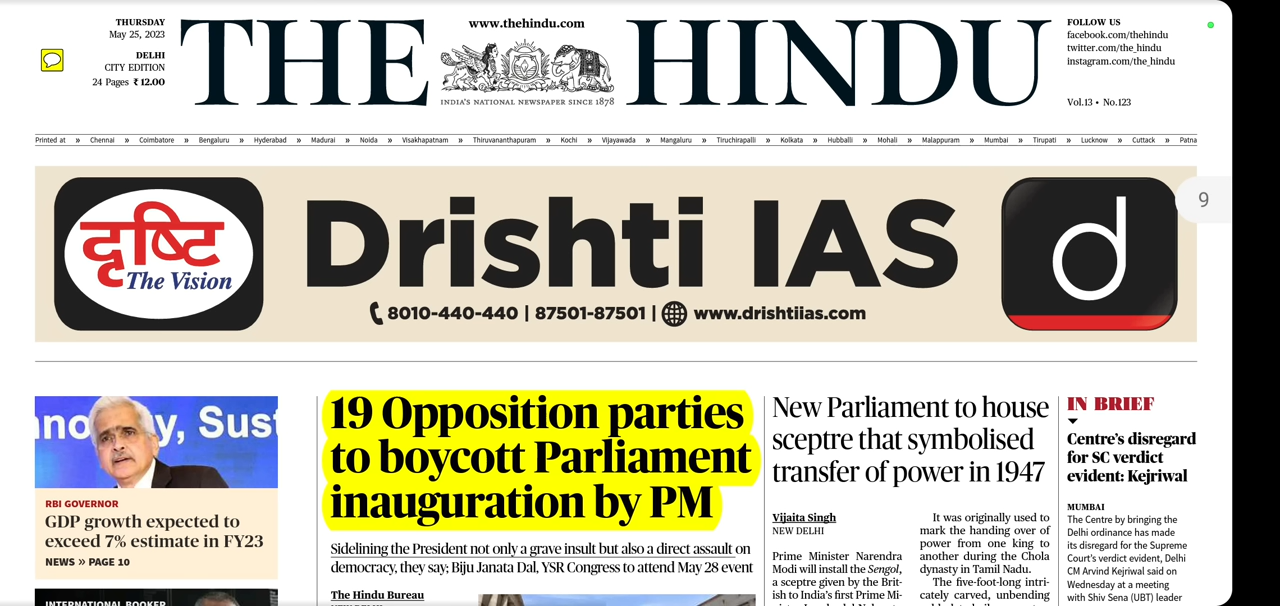 THURSDAY
May 25, 2023
DELHI
CITY EDITION
24 Pages ₹ 12.00
THE HINDU
www.thehindu.com
INDIA'S NATIONAL NEWSPAPER SINCE 1878
FOLLOW US
facebook.com/thehindu
twitter.com/the_hindu
instagram.com/the_hindu
Vol.13 • No.123
Printed at » Chennai » Coimbatore » Bengaluru » Hyderabad » Madurai » Noida » Visakhapatnam » Thiruvananthapuram » Kochi » Vijayawada » Mangaluru » Tiruchirapalli » Kolkata » Hubballi » Mohali » Malappuram » Mumbai » Tirupati » Lucknow » Cuttack » Patna
दृष्टि
The Vision
Drishti IAS
8010-440-440 | 87501-87501 | www.drishtiias.com
d
9
nno y, Sust
RBI GOVERNOR
GDP growth expected to
exceed 7% estimate in FY23
NEWS » PAGE 10
INTERNATIONAL BOOKER
19 Opposition parties
to boycott Parliament
inauguration by PM
Sidelining the President not only a grave insult but also a direct assault on
democracy, they say; Biju Janata Dal, YSR Congress to attend May 28 event
The Hindu Bureau
New Parliament to house
sceptre that symbolised
transfer of power in 1947
Vijaita Singh
NEW DELHI
Prime Minister Narendra
Modi will install the Sengol,
a sceptre given by the Brit-
ish to India's first Prime Mi-
It was originally used to
mark the handing over of
power from one king to
another during the Chola
dynasty in Tamil Nadu.
The five-foot-long intri-
cately carved, unbending
IN BRIEF
Centre's disregard
for SC verdict
evident: Kejriwal
MUMBAI
The Centre by bringing the
Delhi ordinance has made
its disregard for the Supreme
Court's verdict evident, Delhi
CM Arvind Kejriwal said on
Wednesday at a meeting
with Shiv Sena (UBT) leader